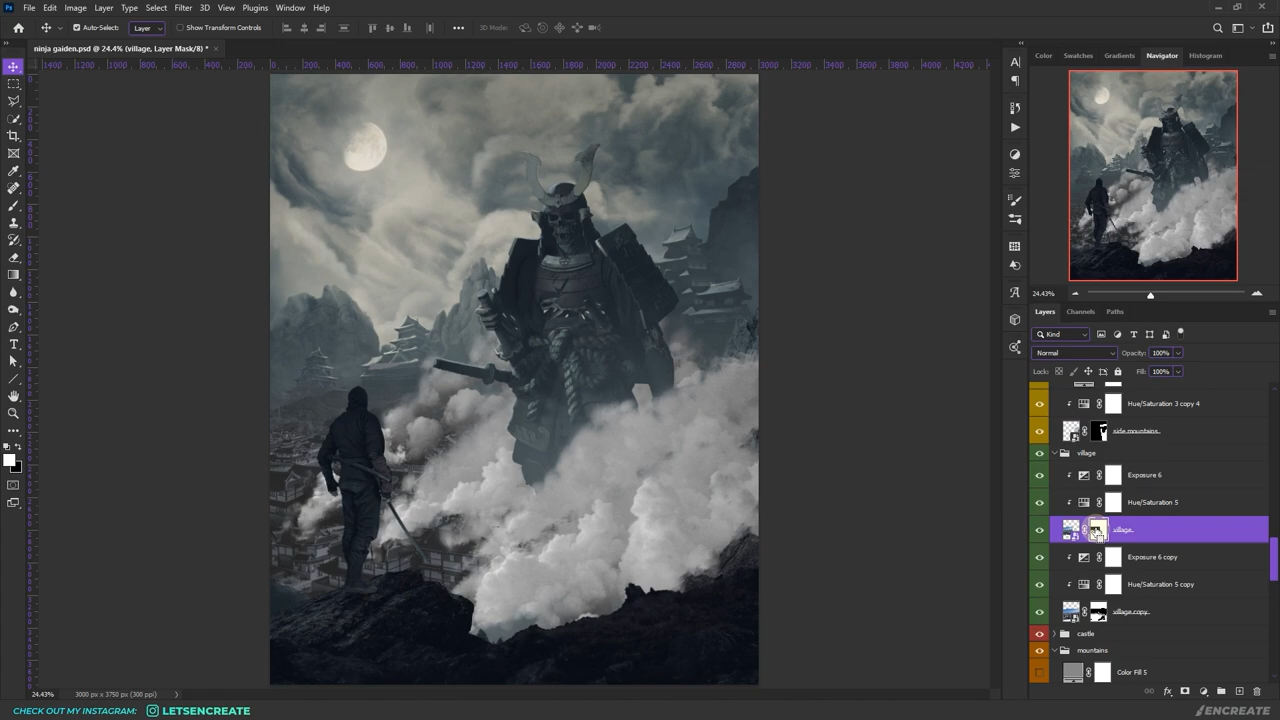 Ps File Edit Image Layer Type Select Filter 3D View Plugins Window Help
Auto-Select: Layer Show Transform Controls 3D Mode:
ninja gaiden.psd @ 24.4% (village, Layer Mask/8) * ×
Color Swatches Gradients Navigator Histogram
24.43%
Layers Channels Paths
Kind
Normal Opacity: 100%
Lock: Fill: 100%
Hue/Saturation 3 copy 4
side mountains
village
Exposure 6
Hue/Saturation 5
village
Exposure 6 copy
Hue/Saturation 5 copy
village copy
castle
mountains
Color Fill 5
24.43% 3000 px x 3750 px (300 ppi)
CHECK OUT MY INSTAGRAM: LETSENCREATE
ENCREATE